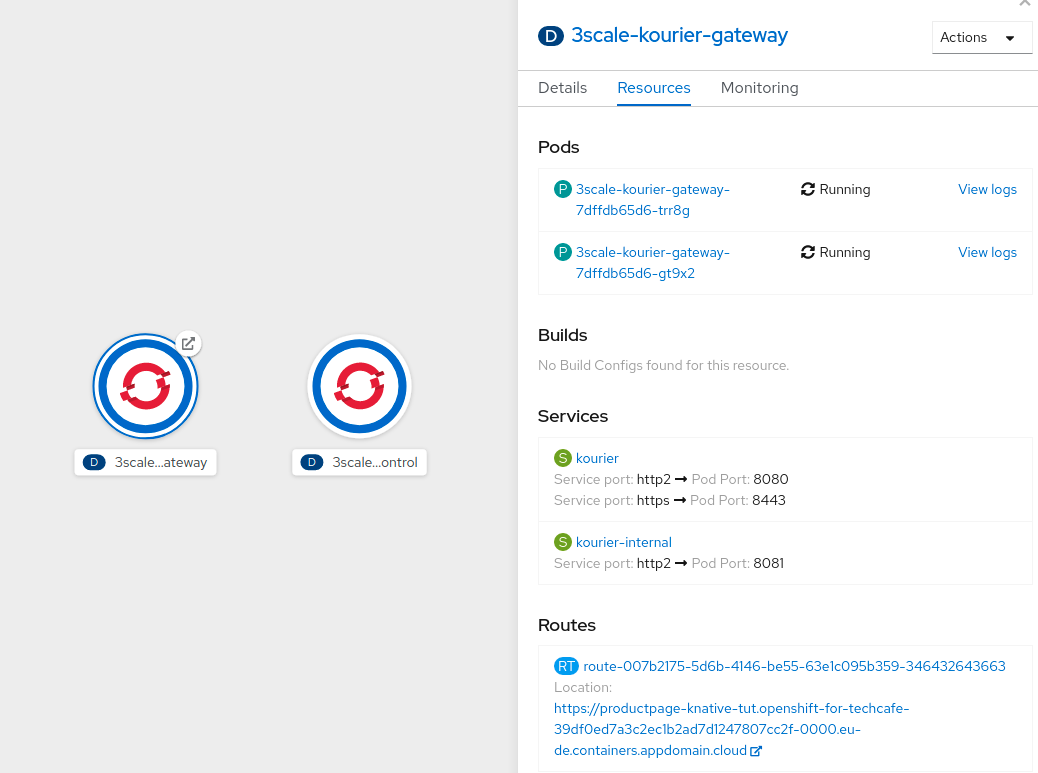 D 3scale-kourier-gateway
Actions
Details Resources Monitoring
Pods
P 3scale-kourier-gateway-
7dffdb65d6-trr8g
Running
View logs
P 3scale-kourier-gateway-
7dffdb65d6-gt9x2
Running
View logs
Builds
No Build Configs found for this resource.
Services
S kourier
Service port: http2 → Pod Port: 8080
Service port: https → Pod Port: 8443
S kourier-internal
Service port: http2 → Pod Port: 8081
Routes
RT route-007b2175-5d6b-4146-be55-63e1c095b359-346432643663
Location:
https://productpage-knative-tut.openshift-for-techcafe-
39df0ed7a3c2ec1b2ad7d1247807cc2f-0000.eu-
de.containers.appdomain.cloud
D 3scale...ateway
D 3scale...ontrol